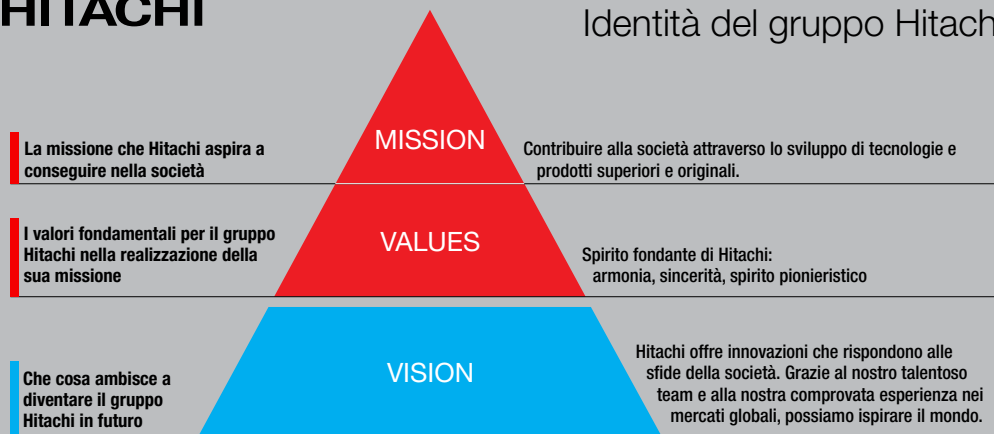 HITACHI
Identità del gruppo Hitach
La missione che Hitachi aspira a
conseguire nella società
MISSION
Contribuire alla società attraverso lo sviluppo di tecnologie e
prodotti superiori e originali.
I valori fondamentali per il gruppo
Hitachi nella realizzazione della
sua missione
VALUES
Spirito fondante di Hitachi:
armonia, sincerità, spirito pionieristico
Che cosa ambisce a
diventare il gruppo
Hitachi in futuro
VISION
Hitachi offre innovazioni che rispondono alle
sfide della società. Grazie al nostro talentoso
team e alla nostra comprovata esperienza nei
mercati globali, possiamo ispirare il mondo.